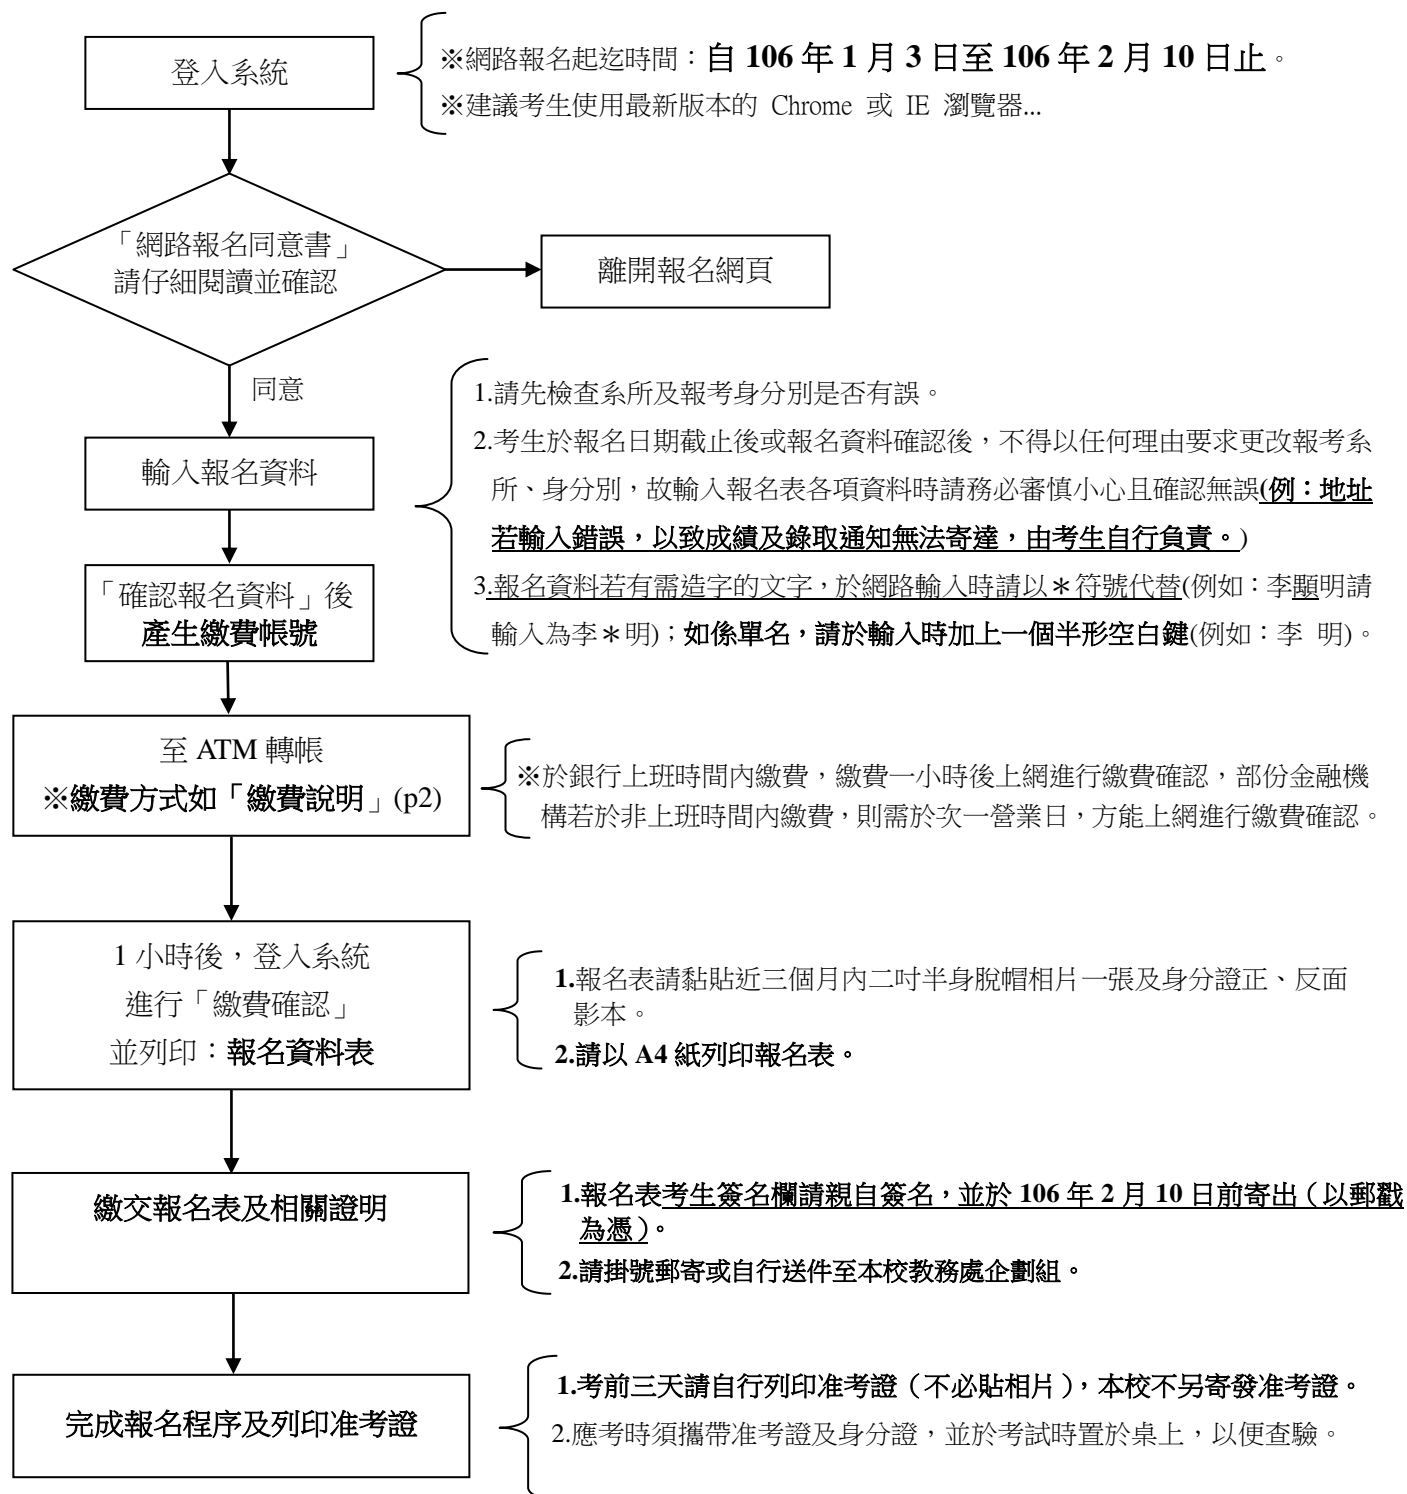 登入系統
※網路報名起迄時間：自 106 年 1 月 3 日至 106 年 2 月 10 日止。
※建議考生使用最新版本的 Chrome 或 IE 瀏覽器...
「網路報名同意書」
請仔細閱讀並確認
離開報名網頁
同意
輸入報名資料
1.請先檢查系所及報考身分別是否有誤。
2.考生於報名日期截止後或報名資料確認後，不得以任何理由要求更改報考系
所、身分別，故輸入報名表各項資料時請務必審慎小心且確認無誤(例：地址
若輸入錯誤，以致成績及錄取通知無法寄達，由考生自行負責。)
3.報名資料若有需造字的文字，於網路輸入時請以＊符號代替(例如：李顯明請
輸入為李＊明)；如係單名，請於輸入時加上一個半形空白鍵(例如：李 明)。
「確認報名資料」後
產生繳費帳號
至 ATM 轉帳
※繳費方式如「繳費說明」(p2)
※於銀行上班時間內繳費，繳費一小時後上網進行繳費確認，部份金融機
構若於非上班時間內繳費，則需於次一營業日，方能上網進行繳費確認。
1 小時後，登入系統
進行「繳費確認」
並列印：報名資料表
1.報名表請黏貼近三個月內二吋半身脫帽相片一張及身分證正、反面
影本。
2.請以 A4 紙列印報名表。
繳交報名表及相關證明
1.報名表考生簽名欄請親自簽名，並於 106 年 2 月 10 日前寄出（以郵戳
為憑）。
2.請掛號郵寄或自行送件至本校教務處企劃組。
完成報名程序及列印准考證
1.考前三天請自行列印准考證（不必貼相片），本校不另寄發准考證。
2.應考時須攜帶准考證及身分證，並於考試時置於桌上，以便查驗。